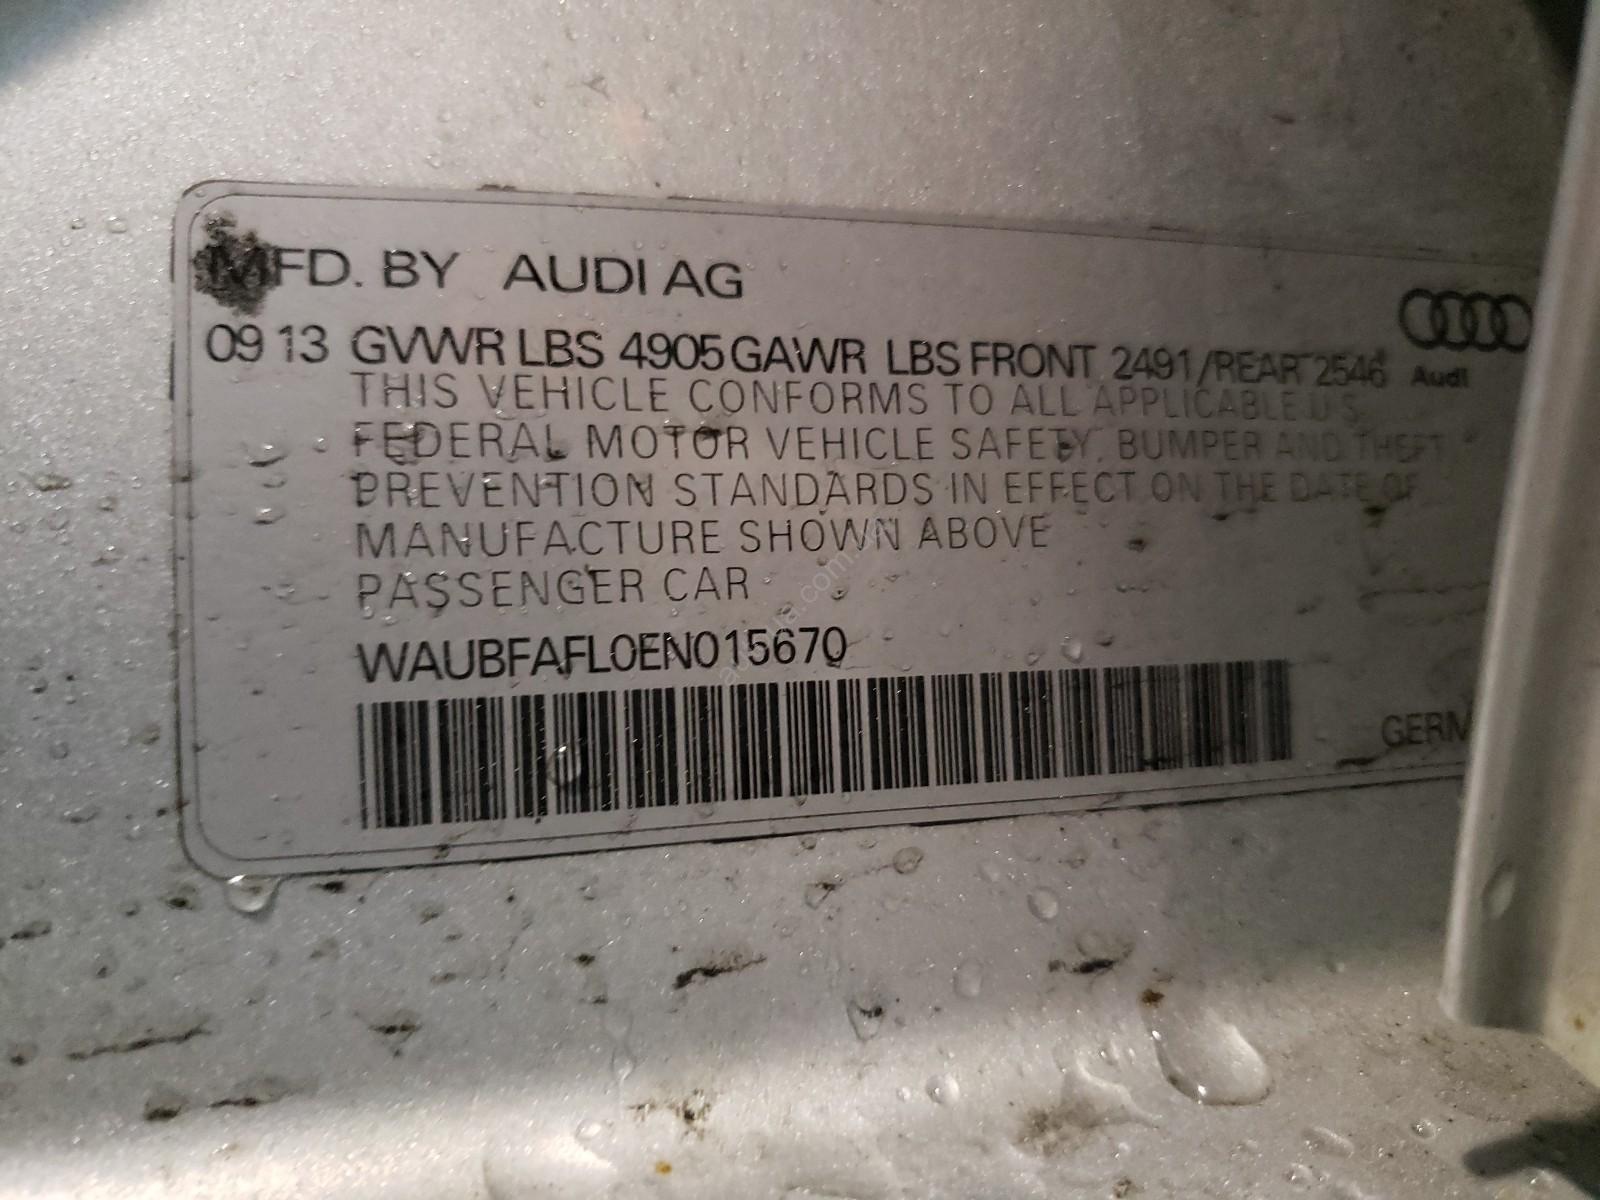 MFD. BY AUDI AG
09 13 GVWR LBS 4905 GAWR LBS FRONT 2491/REAR 2546
Audi
THIS VEHICLE CONFORMS TO ALL APPLICABLE U S
FEDERAL MOTOR VEHICLE SAFETY, BUMPER AND THEFT
PREVENTION STANDARDS IN EFFECT ON THE DATE OF
MANUFACTURE SHOWN ABOVE
PASSENGER CAR
WAUBFAFL0EN015670
GERM